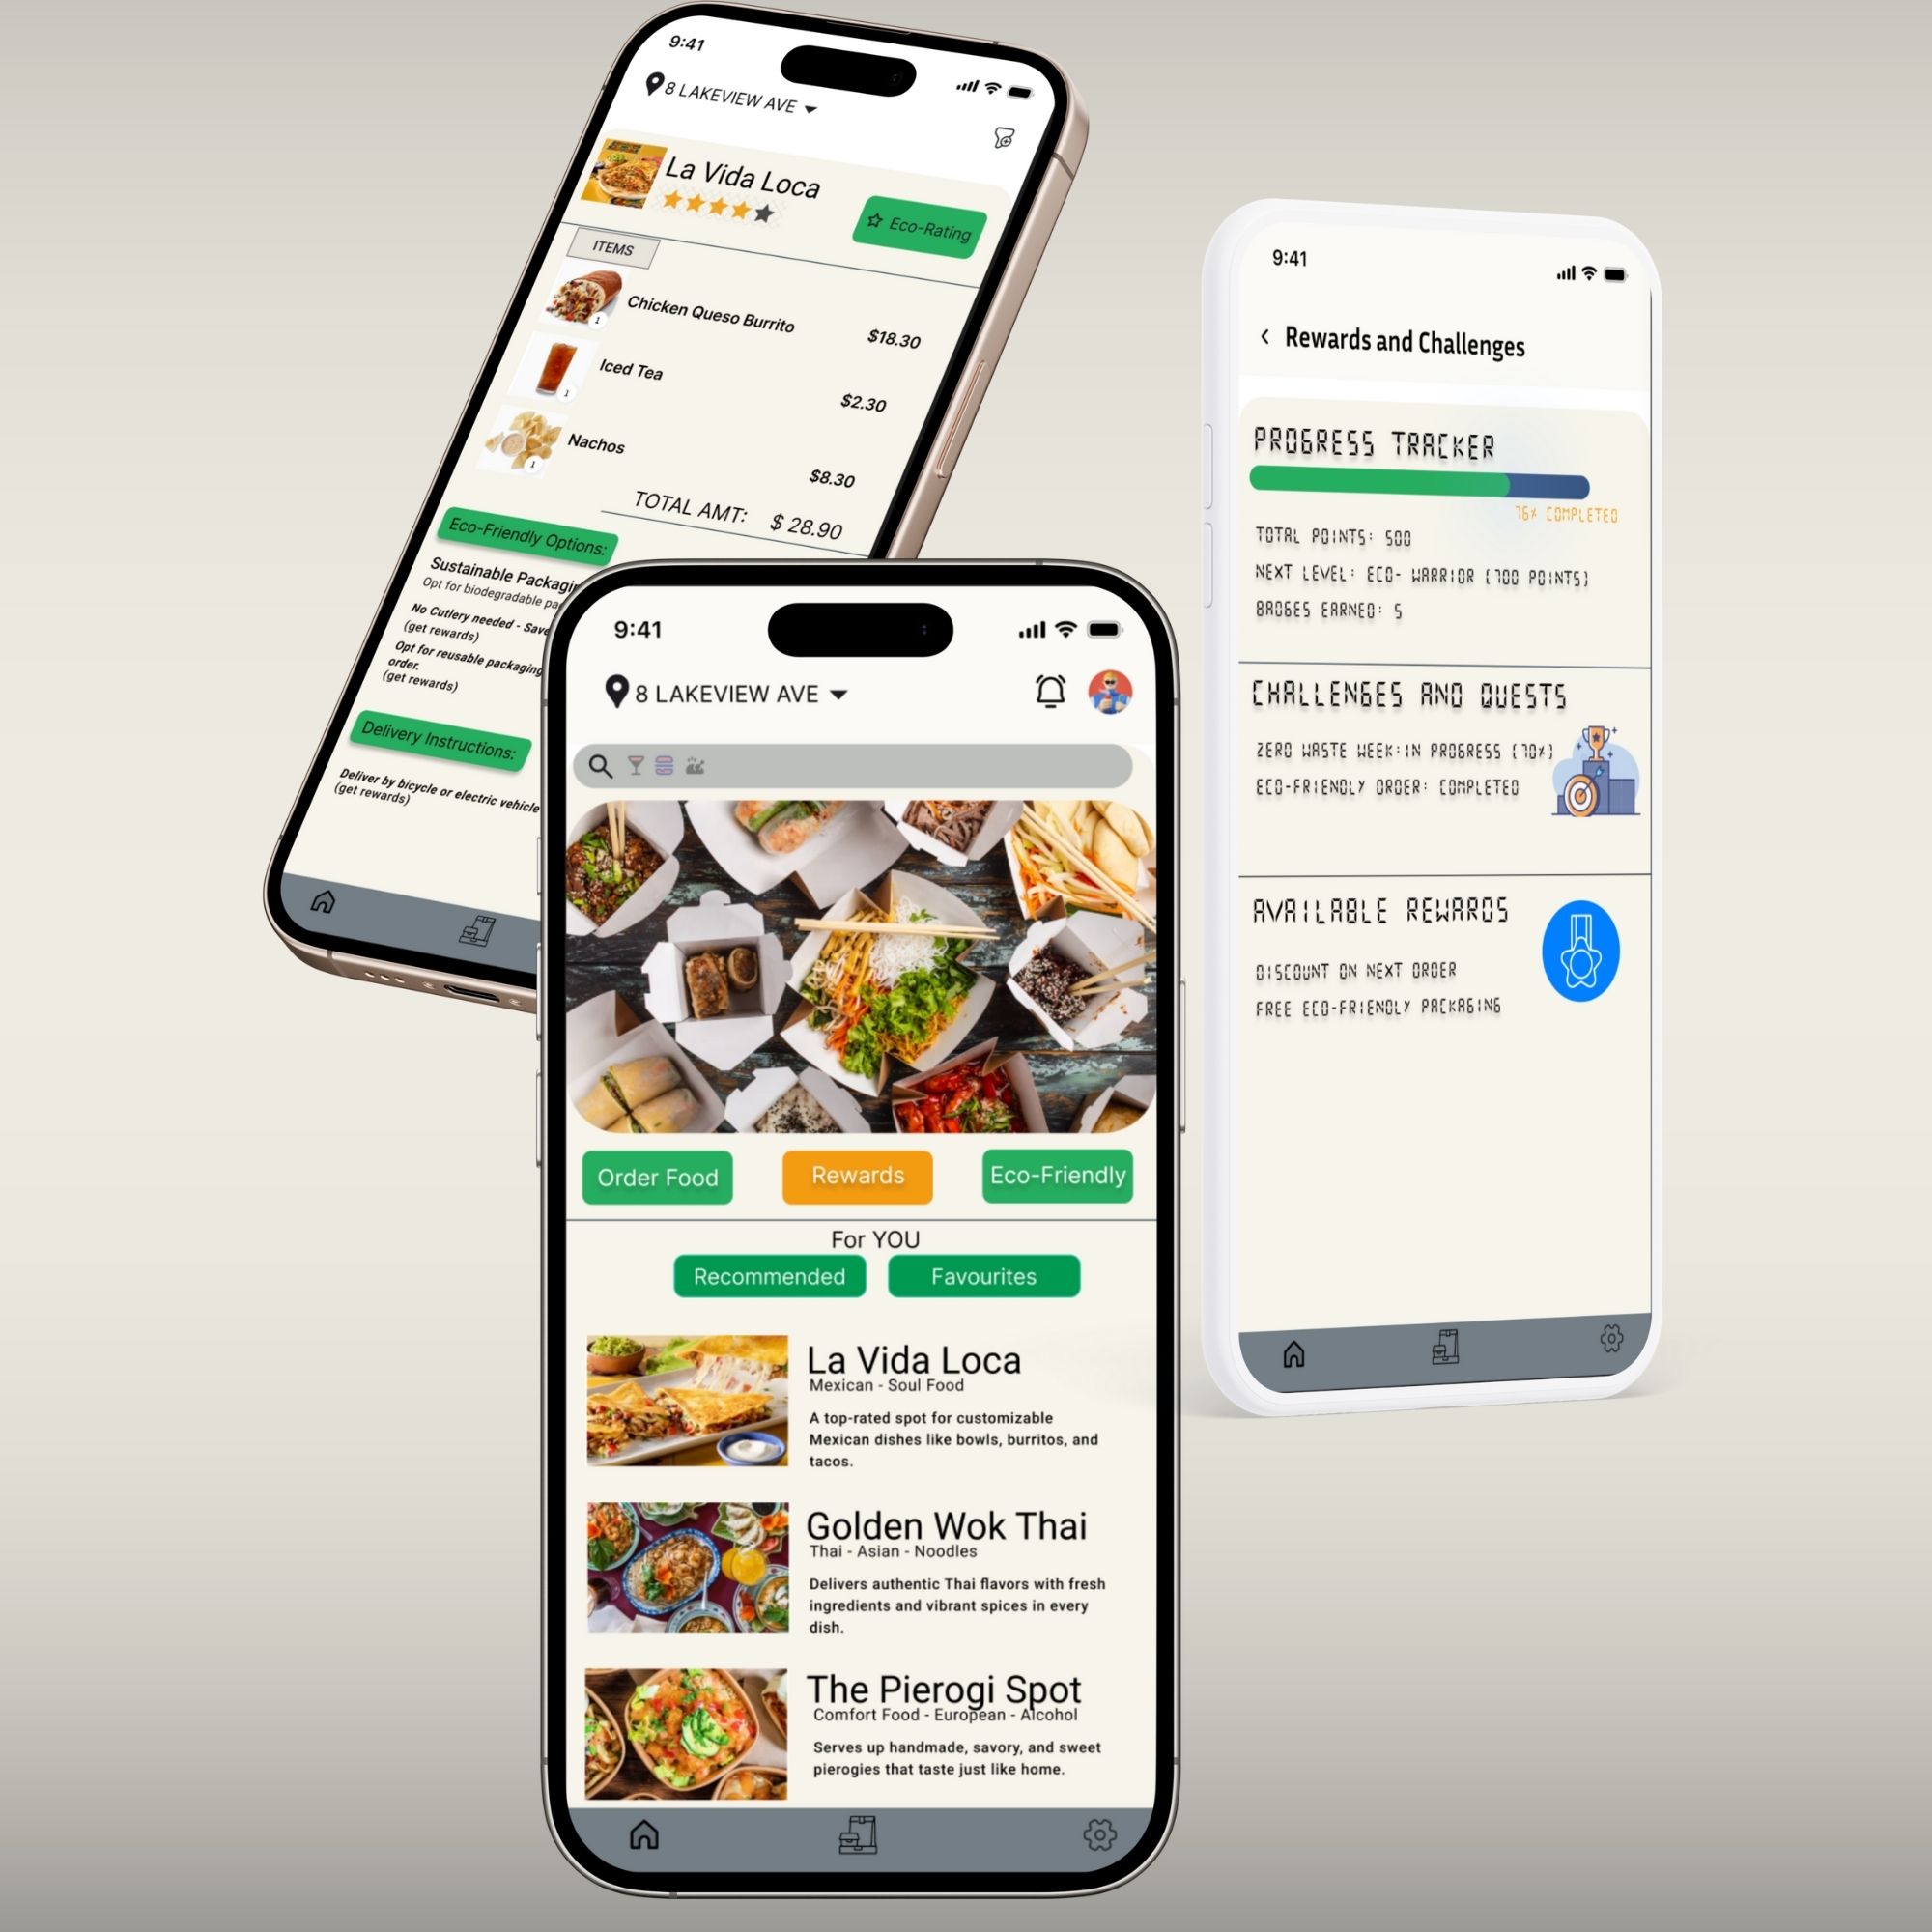 9:41
8 LAKEVIEW AVE
La Vida Loca
Eco-Rating
ITEMS
1
Chicken Queso Burrito
$18.30
1
Iced Tea
$2.30
1
Nachos
$8.30
TOTAL AMT: $ 28.90
Eco-Friendly Options:
Sustainable
Opt for biodegradable
No Cutlery needed - Save
(get rewards)
Opt for reusable packaging
order.
(get rewards)
Delivery Instructions:
Deliver by bicycle or electric vehicle
(get rewards)
9:41
8 LAKEVIEW AVE
Order Food
Rewards
Eco-Friendly
For YOU
Recommended
Favourites
La Vida Loca
Mexican - Soul Food
A top-rated spot for customizable
Mexican dishes like bowls, burritos, and
tacos.
Golden Wok Thai
Thai - Asian - Noodles
Delivers authentic Thai flavors with fresh
ingredients and vibrant spices in every
dish.
The Pierogi Spot
Comfort Food - European - Alcohol
Serves up handmade, savory, and sweet
pierogies that taste just like home.
9:41
Rewards and Challenges
PROGRESS TRACKER
76% COMPLETED
TOTAL POINTS: 500
NEXT LEVEL: ECO- WARRIOR (700 POINTS)
BADGES EARNED: 5
CHALLENGES AND QUESTS
ZERO WASTE WEEK:IN PROGRESS (70%)
ECO-FRIENDLY ORDER: COMPLETED
AVAILABLE REWARDS
DISCOUNT ON NEXT ORDER
FREE ECO-FRIENDLY PACKAGING